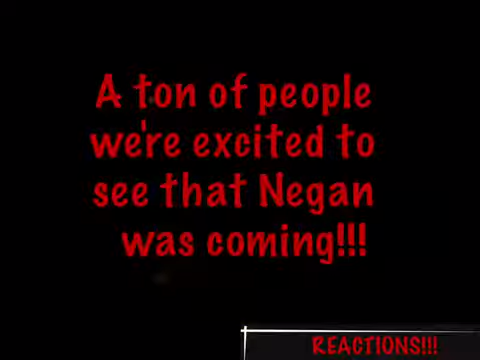 A ton of people
we're excited to
see that Negan
was coming!!!
REACTIONS!!!